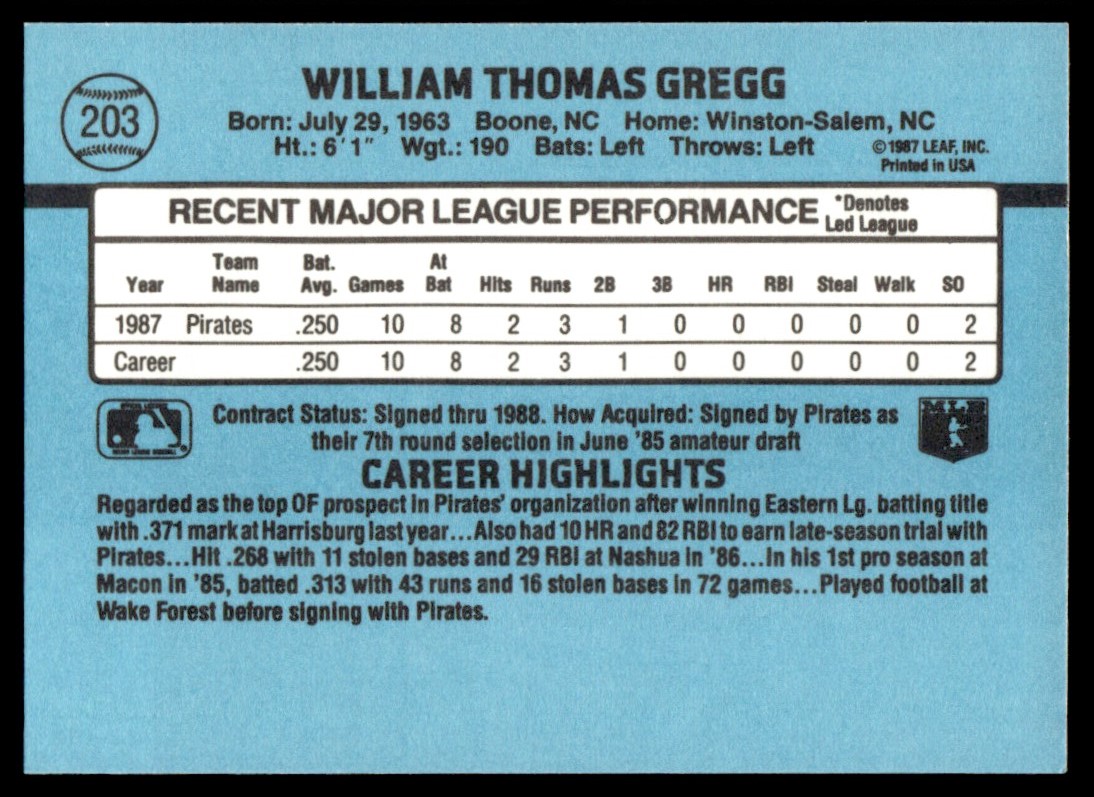 203
WILLIAM THOMAS GREGG
Born: July 29, 1963 Boone, NC Home: Winston-Salem, NC
Ht.: 6'1" Wgt.: 190 Bats: Left Throws: Left
©1987 LEAF, INC.
Printed in USA
RECENT MAJOR LEAGUE PERFORMANCE
*Denotes
Led League
Year Team Name Bat. Avg. Games At Bat Hits Runs 2B 3B HR RBI Steal Walk SO
1987 Pirates .250 10 8 2 3 1 0 0 0 0 0 2
Career .250 10 8 2 3 1 0 0 0 0 0 2
Contract Status: Signed thru 1988. How Acquired: Signed by Pirates as
their 7th round selection in June '85 amateur draft
MLB
CAREER HIGHLIGHTS
Regarded as the top OF prospect in Pirates' organization after winning Eastern Lg. batting title
with .371 mark at Harrisburg last year...Also had 10 HR and 82 RBI to earn late-season trial with
Pirates...Hit .268 with 11 stolen bases and 29 RBI at Nashua in '86...In his 1st pro season at
Macon in '85, batted .313 with 43 runs and 16 stolen bases in 72 games...Played football at
Wake Forest before signing with Pirates.